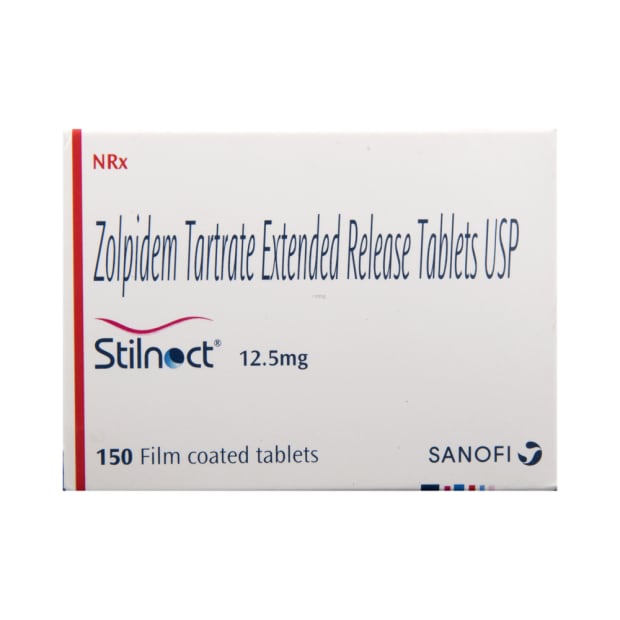 NRx
Zolpidem Tartrate Extended Release Tablets USP
Stilnoct® 12.5mg
150 Film coated tablets
SANOFI